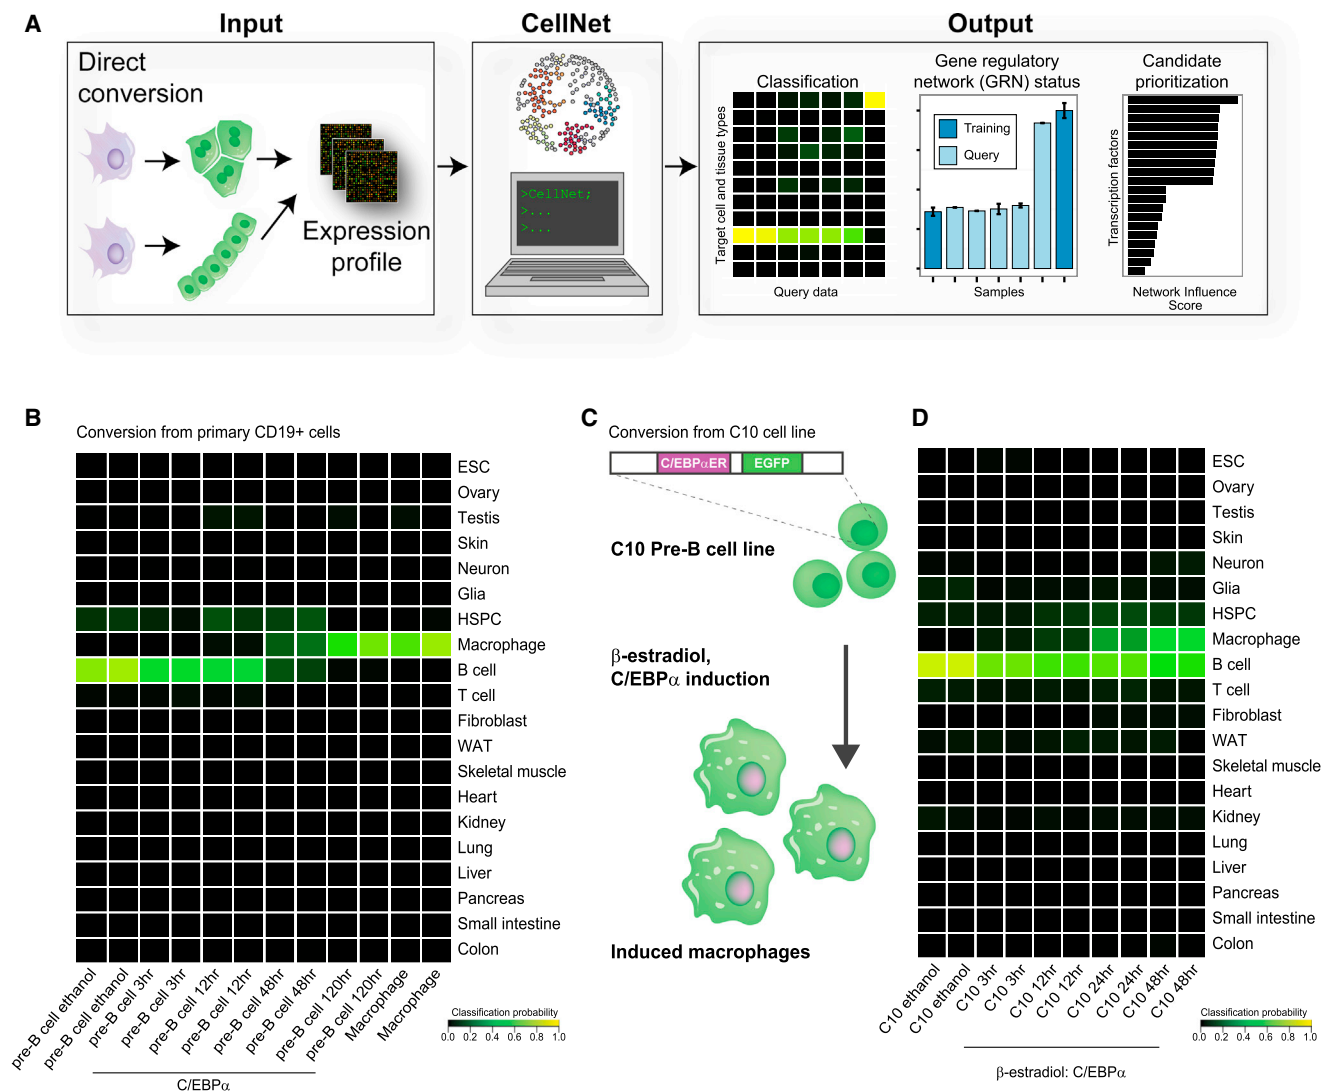 A
Input
CellNet
Output
Direct
conversion
Expression
profile
>CellNet;
>...
>...
Classification
Target cell and tissue types
Query data
Gene regulatory
network (GRN) status
Training
Query
Samples
Candidate
prioritization
Transcription factors
Network Influence
Score
B
Conversion from primary CD19+ cells
ESC
Ovary
Testis
Skin
Neuron
Glia
HSPC
Macrophage
B cell
T cell
Fibroblast
WAT
Skeletal muscle
Heart
Kidney
Lung
Liver
Pancreas
Small intestine
Colon
pre-B cell ethanol
pre-B cell ethanol
pre-B cell 3hr
pre-B cell 3hr
pre-B cell 12hr
pre-B cell 12hr
pre-B cell 48hr
pre-B cell 48hr
pre-B cell 120hr
pre-B cell 120hr
Macrophage
Macrophage
C/EBPα
Classification probability
0.0 0.2 0.4 0.6 0.8 1.0
C
Conversion from C10 cell line
C/EBPαER
EGFP
C10 Pre-B cell line
β-estradiol,
C/EBPα induction
Induced macrophages
D
ESC
Ovary
Testis
Skin
Neuron
Glia
HSPC
Macrophage
B cell
T cell
Fibroblast
WAT
Skeletal muscle
Heart
Kidney
Lung
Liver
Pancreas
Small intestine
Colon
C10 ethanol
C10 ethanol
C10 3hr
C10 3hr
C10 12hr
C10 12hr
C10 24hr
C10 24hr
C10 48hr
C10 48hr
β-estradiol: C/EBPα
Classification probability
0.0 0.2 0.4 0.6 0.8 1.0